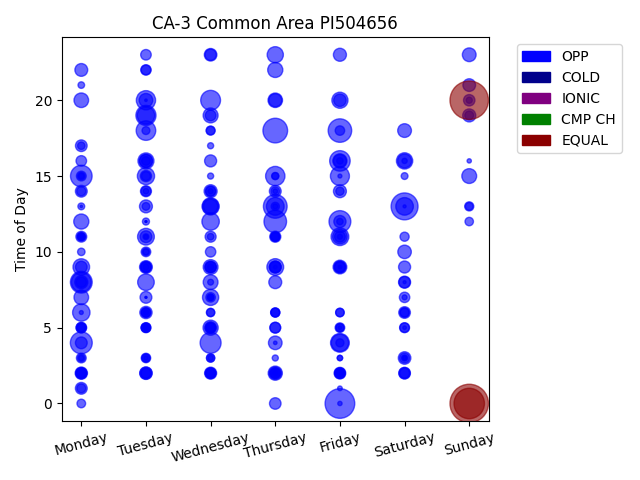 CA-3 Common Area PI504656
OPP
COLD
IONIC
CMP CH
EQUAL
Time of Day
20
15
10
5
0
Monday Tuesday Wednesday Thursday Friday Saturday Sunday